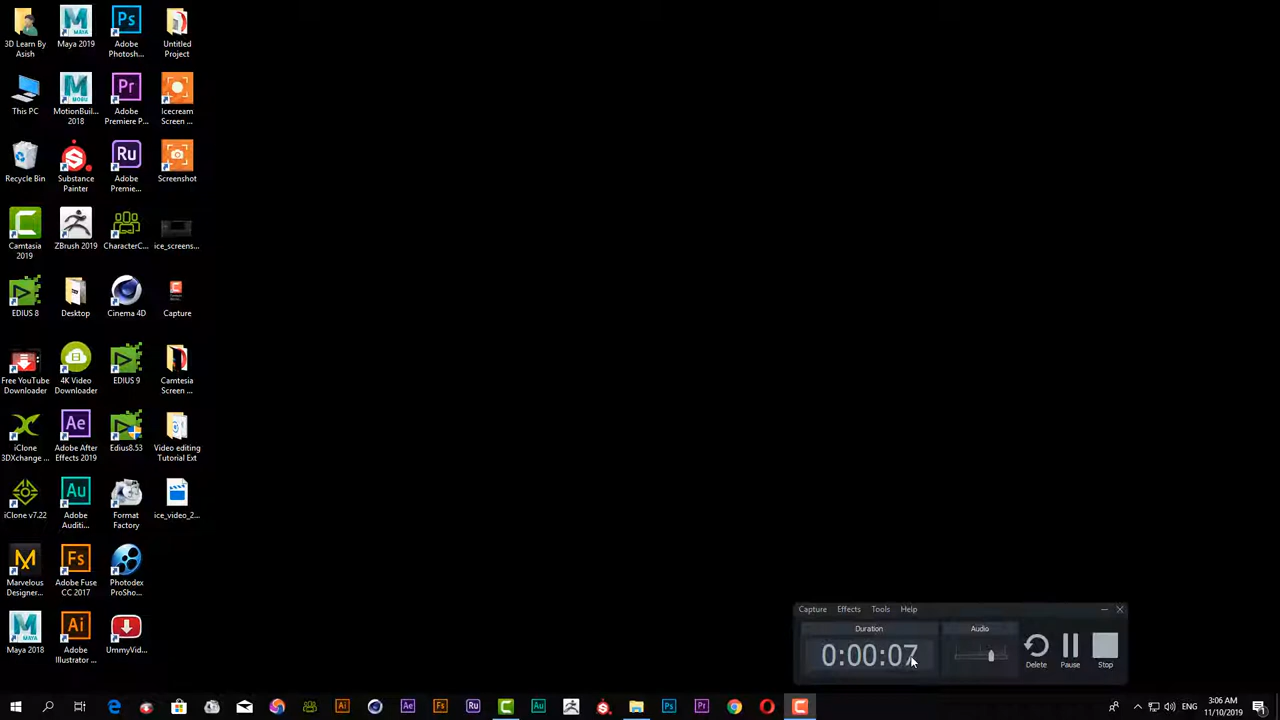 3D Learn By
Asish
Maya 2019
Adobe
Photosh...
Untitled
Project
This PC
MotionBuil...
2018
Adobe
Premiere P...
Icecream
Screen ...
Recycle Bin
Substance
Painter
Adobe
Premie...
Screenshot
Camtasia
2019
ZBrush 2019
CharacterC...
ice_screens...
EDIUS 8
Desktop
Cinema 4D
Capture
Free YouTube
Downloader
4K Video
Downloader
EDIUS 9
Camtesia
Screen ...
iClone
3DXchange ...
Adobe After
Effects 2019
Edius8.53
Video editing
Tutorial Ext
iClone v7.22
Adobe
Auditi...
Format
Factory
ice_video_2...
Marvelous
Designer...
Adobe Fuse
CC 2017
Photodex
ProSho...
Maya 2018
Adobe
Illustrator ...
UmmyVid...
Capture Effects Tools Help
Duration
Audio
0:00:07
Delete
Pause
Stop
ENG
3:06 AM
11/10/2019